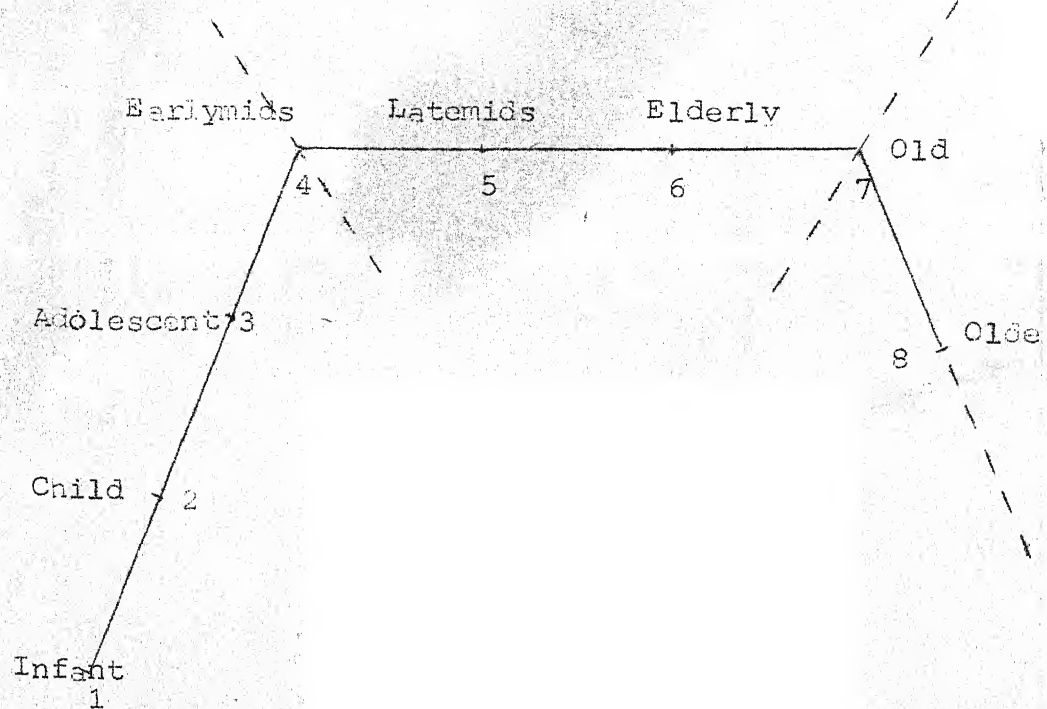 Earlymids Latemids Elderly
Old
4 5 6 7
Adolescent 3
8 Olde
Child 2
Infant
1